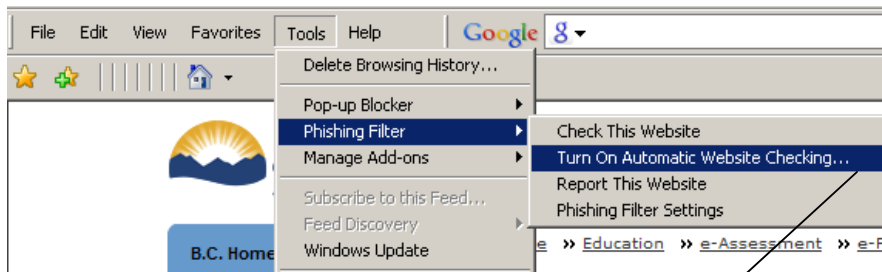 File Edit View Favorites Tools Help Google g
Delete Browsing History...
Pop-up Blocker
Phishing Filter
Manage Add-ons
Subscribe to this Feed...
Feed Discovery
Windows Update
Check This Website
Turn On Automatic Website Checking...
Report This Website
Phishing Filter Settings
B.C. Home
» Education » e-Assessment »